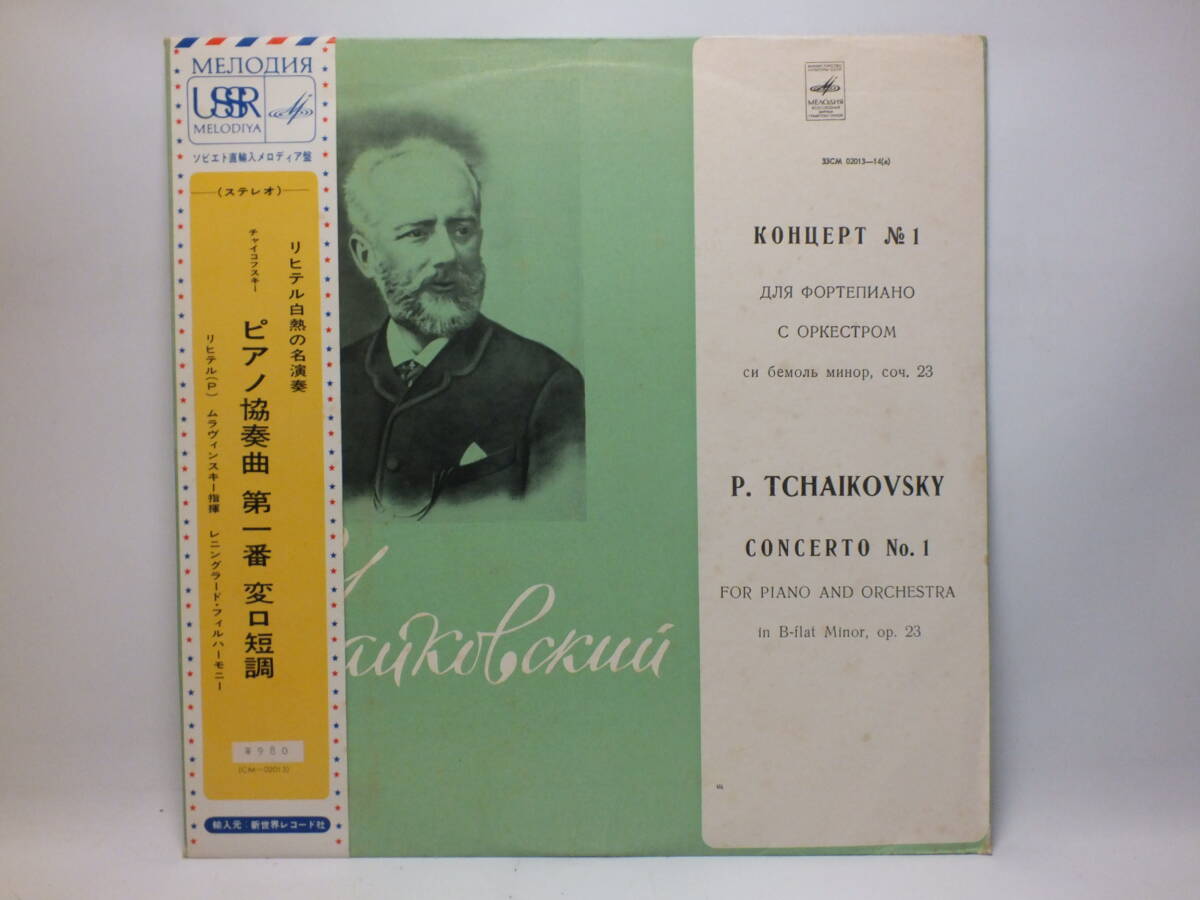 МЕЛОДИЯ
USSR
MELODIYA
ソビエト直輸入メロディア盤
(ステレオ)
リヒテル白熱の名演奏
チャイコフスキー
ピアノ協奏曲 第一番 変ロ短調
リヒテル(P) ムラヴィンスキー指揮 レニングラード・フィルハーモニー
¥980
(CM-02013)
輸入元:新世界レコード社
Чайковский
МЕЛОДИЯ
33СМ 02013—14(а)
КОНЦЕРТ №1
ДЛЯ ФОРТЕПИАНО
С ОРКЕСТРОМ
си бемоль минор, соч. 23
P. TCHAIKOVSKY
CONCERTO No. 1
FOR PIANO AND ORCHESTRA
in B-flat Minor, op. 23